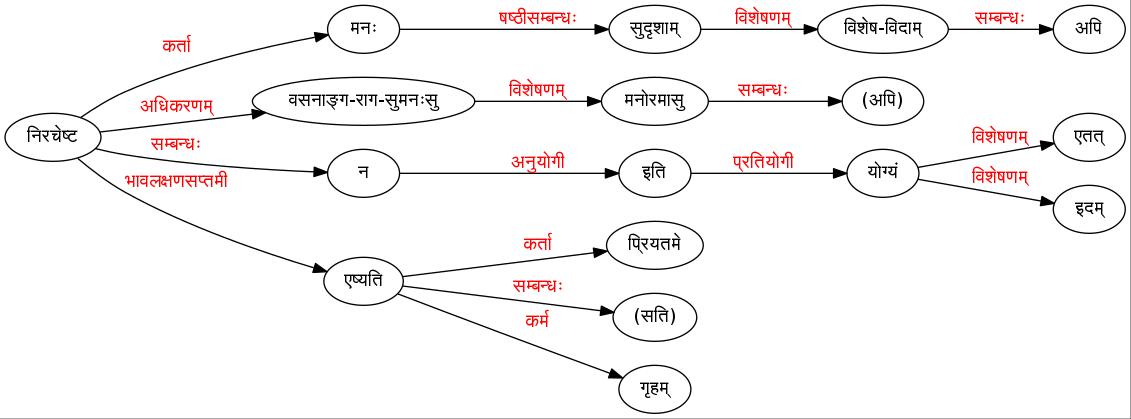 मनः षष्ठीसम्बन्धः सुदृशाम् विशेषणम् विशेष-विदाम् सम्बन्धः अपि
कर्ता
वसनाङ्ग-राग-सुमनःसु विशेषणम् मनोरमासु सम्बन्धः (अपि)
अधिकरणम्
निरचेष्ट
सम्बन्धः
न अनुयोगी इति प्रतियोगी योग्यं विशेषणम् एतत्
विशेषणम् इदम्
भावलक्षणसप्तमी
एष्यति कर्ता प्रियतमे
सम्बन्धः (सति)
कर्म गृहम्